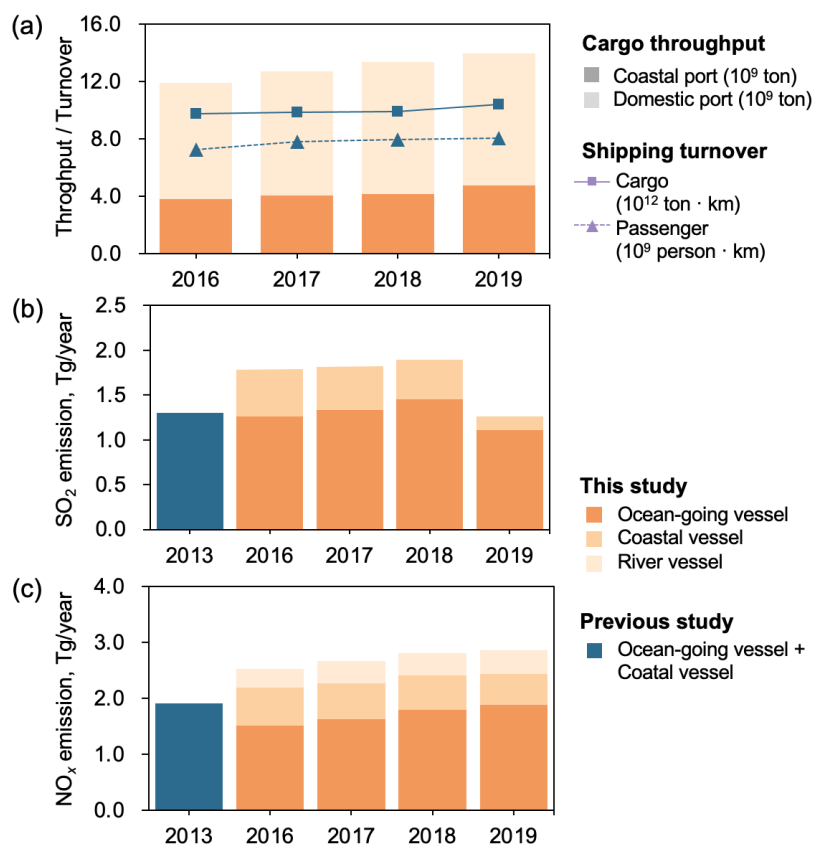 (a)
Throghput / Turnover
16.0
12.0
8.0
4.0
0.0
2016 2017 2018 2019
Cargo throughput
Coastal port (10⁹ ton)
Domestic port (10⁹ ton)
Shipping turnover
Cargo
(10¹² ton · km)
Passenger
(10⁹ person · km)
(b)
SO₂ emission, Tg/year
2.5
2.0
1.5
1.0
0.5
0.0
2013 2016 2017 2018 2019
This study
Ocean-going vessel
Coastal vessel
River vessel
(c)
NOₓ emission, Tg/year
4.0
3.0
2.0
1.0
0.0
2013 2016 2017 2018 2019
Previous study
Ocean-going vessel +
Coatal vessel